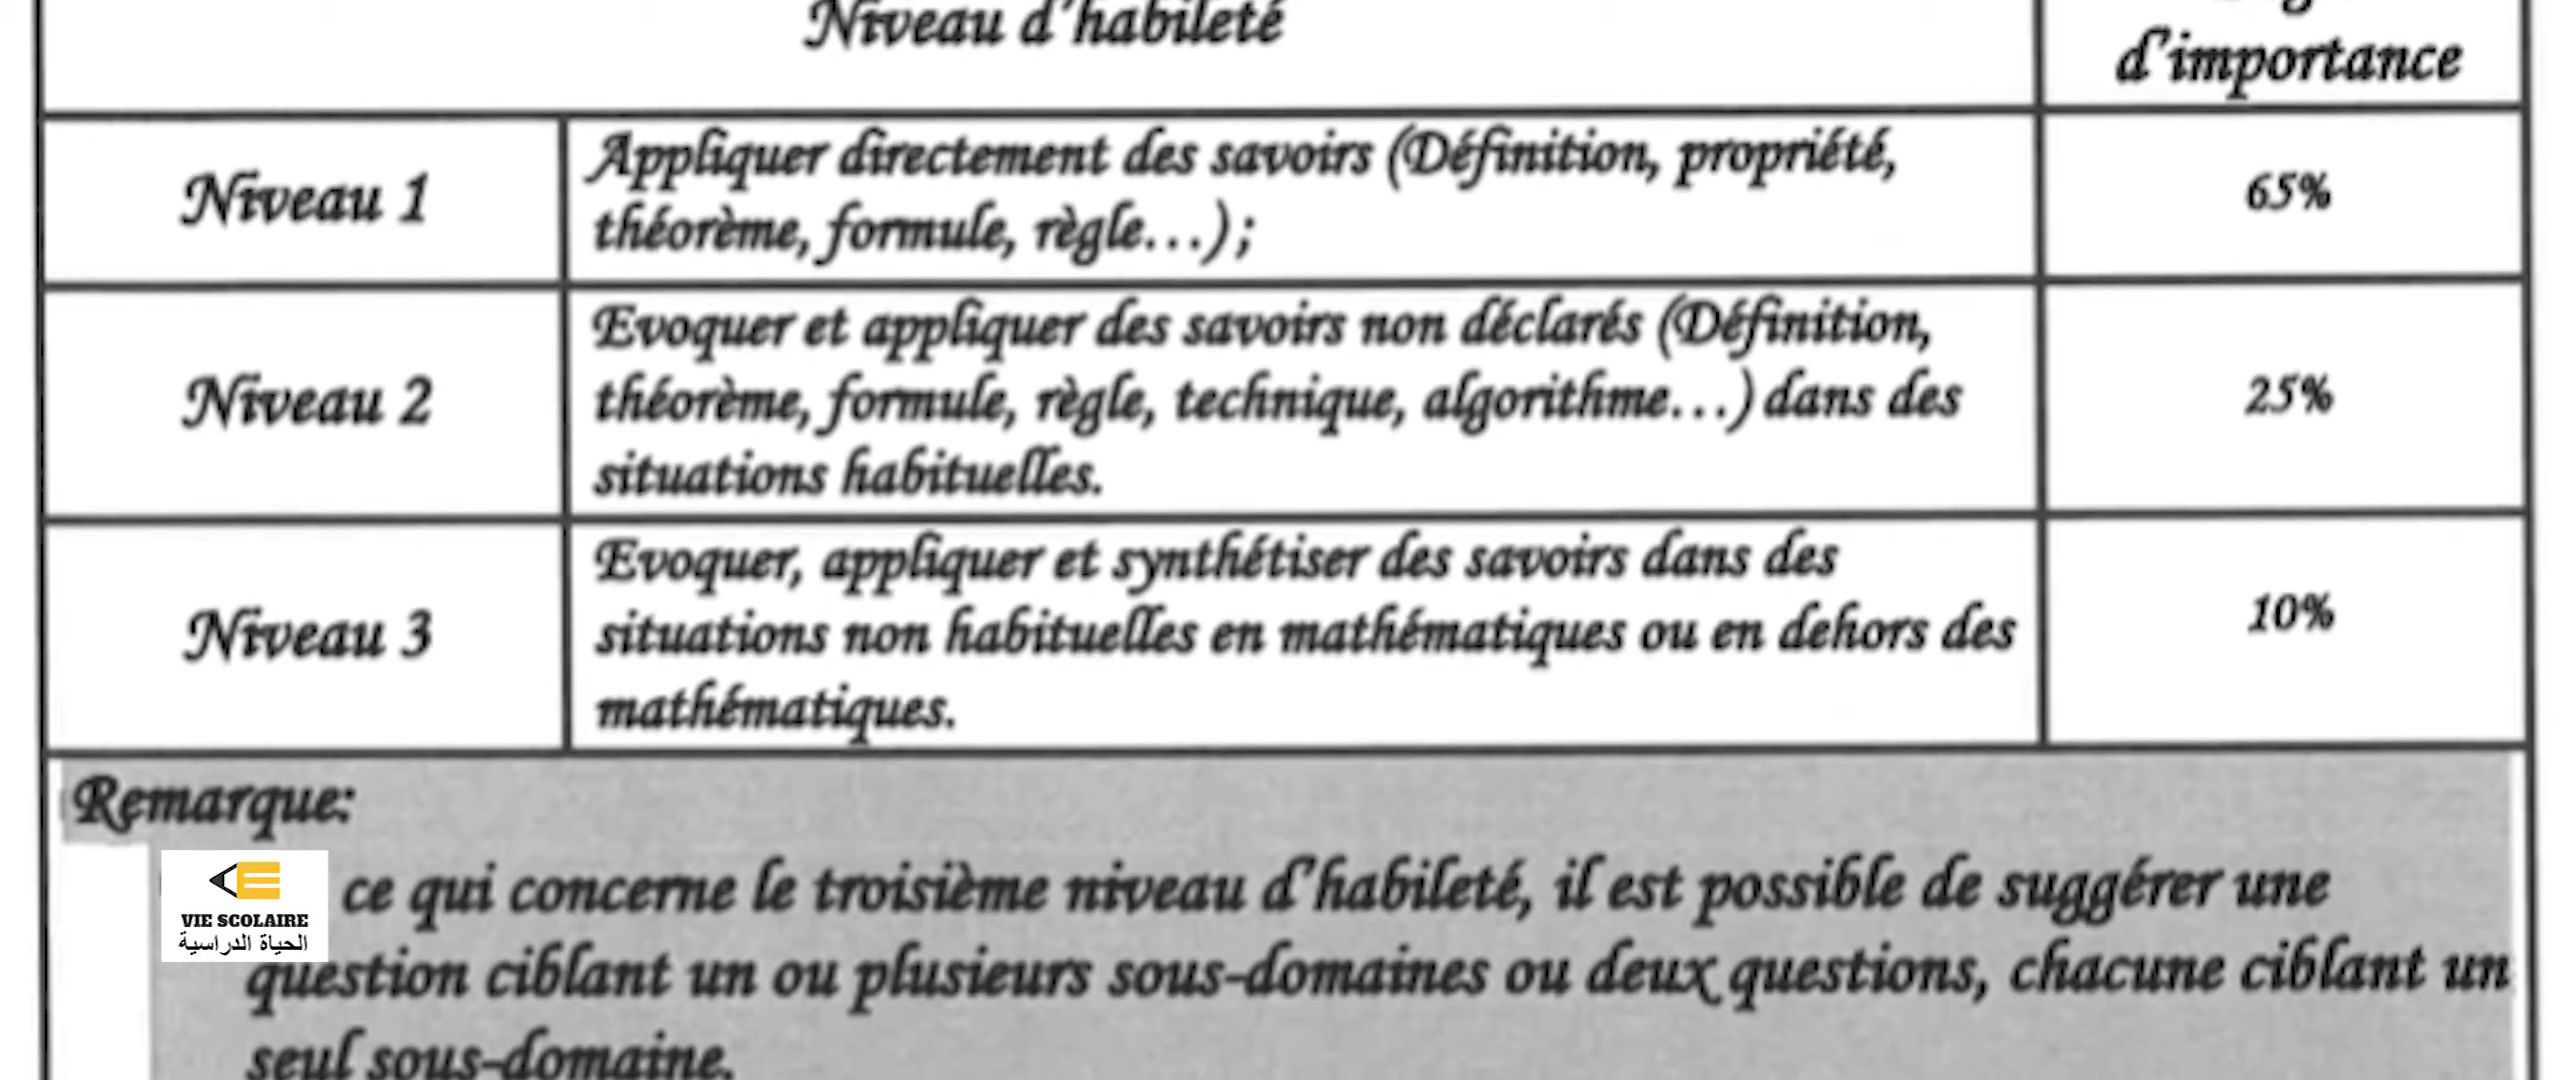 Niveau d'habileté
d'importance
Niveau 1
Appliquer directement des savoirs (Définition, propriété,
théorème, formule, règle…) ;
65%
Niveau 2
Evoquer et appliquer des savoirs non déclarés (Définition,
théorème, formule, règle, technique, algorithme…) dans des
situations habituelles.
25%
Niveau 3
Evoquer, appliquer et synthétiser des savoirs dans des
situations non habituelles en mathématiques ou en dehors des
mathématiques.
10%
Remarque:
ce qui concerne le troisième niveau d'habileté, il est possible de suggérer une
question ciblant un ou plusieurs sous-domaines ou deux questions, chacune ciblant un
seul sous-domaine.
VIE SCOLAIRE
الحياة الدراسية